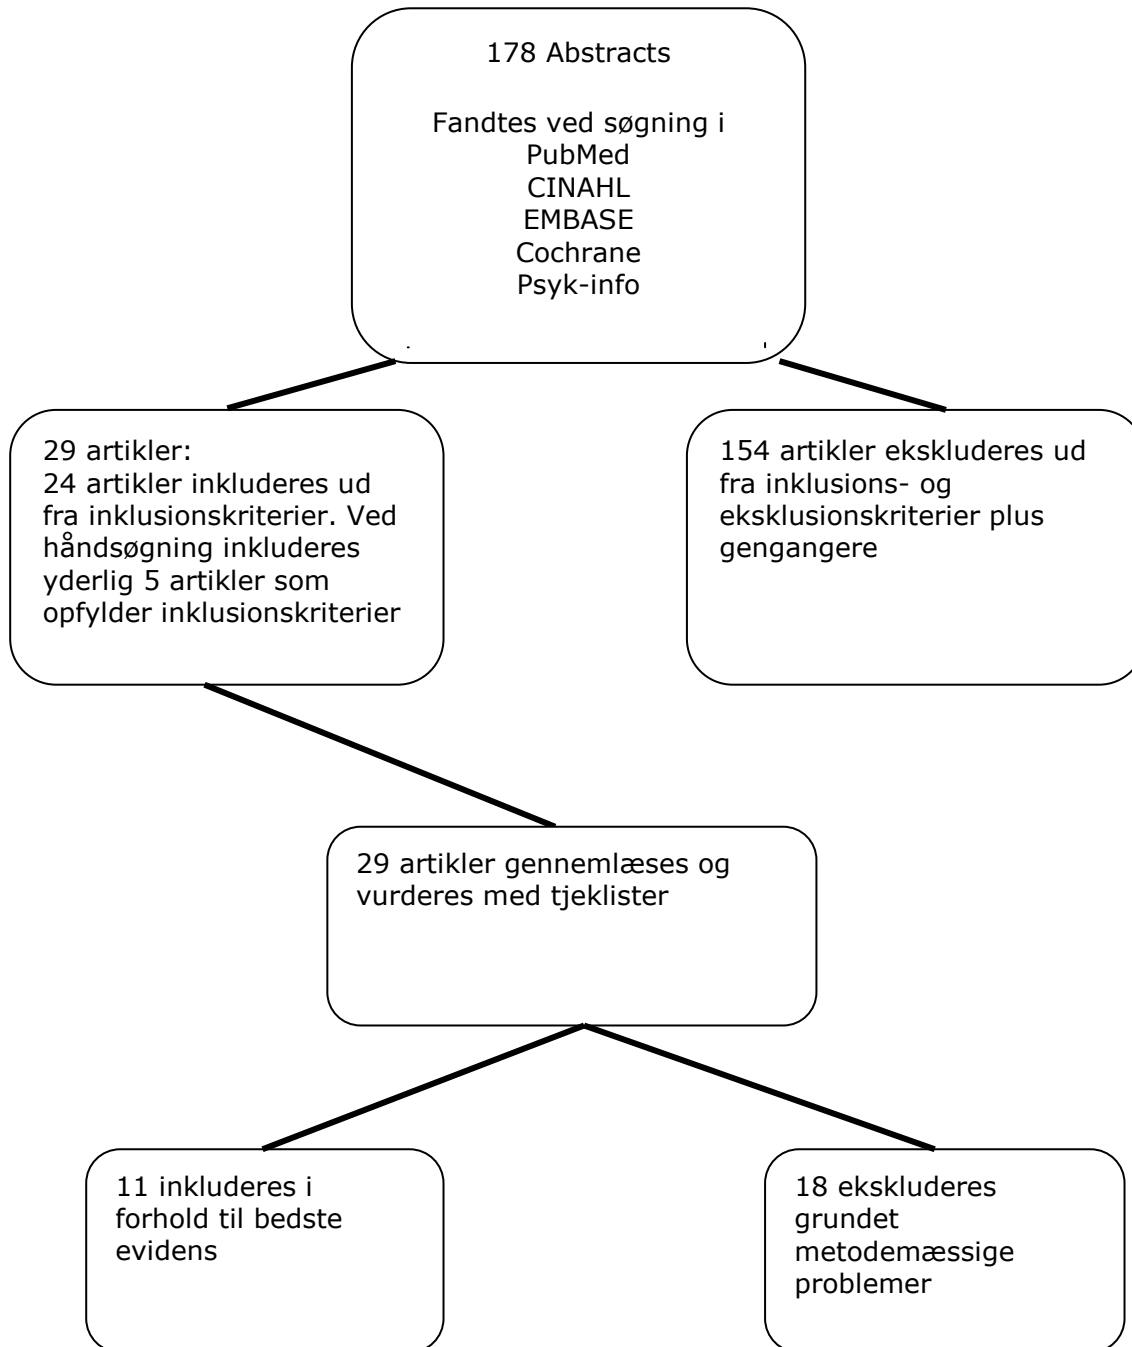 178 Abstracts
Fandtes ved søgning i
PubMed
CINAHL
EMBASE
Cochrane
Psyk-info
29 artikler:
24 artikler inkluderes ud
fra inklusionskriterier. Ved
håndsøgning inkluderes
yderlig 5 artikler som
opfylder inklusionskriterier
154 artikler ekskluderes ud
fra inklusions- og
eksklusionskriterier plus
gengangere
29 artikler gennemlæses og
vurderes med tjeklister
11 inkluderes i
forhold til bedste
evidens
18 ekskluderes
grundet
metodemæssige
problemer